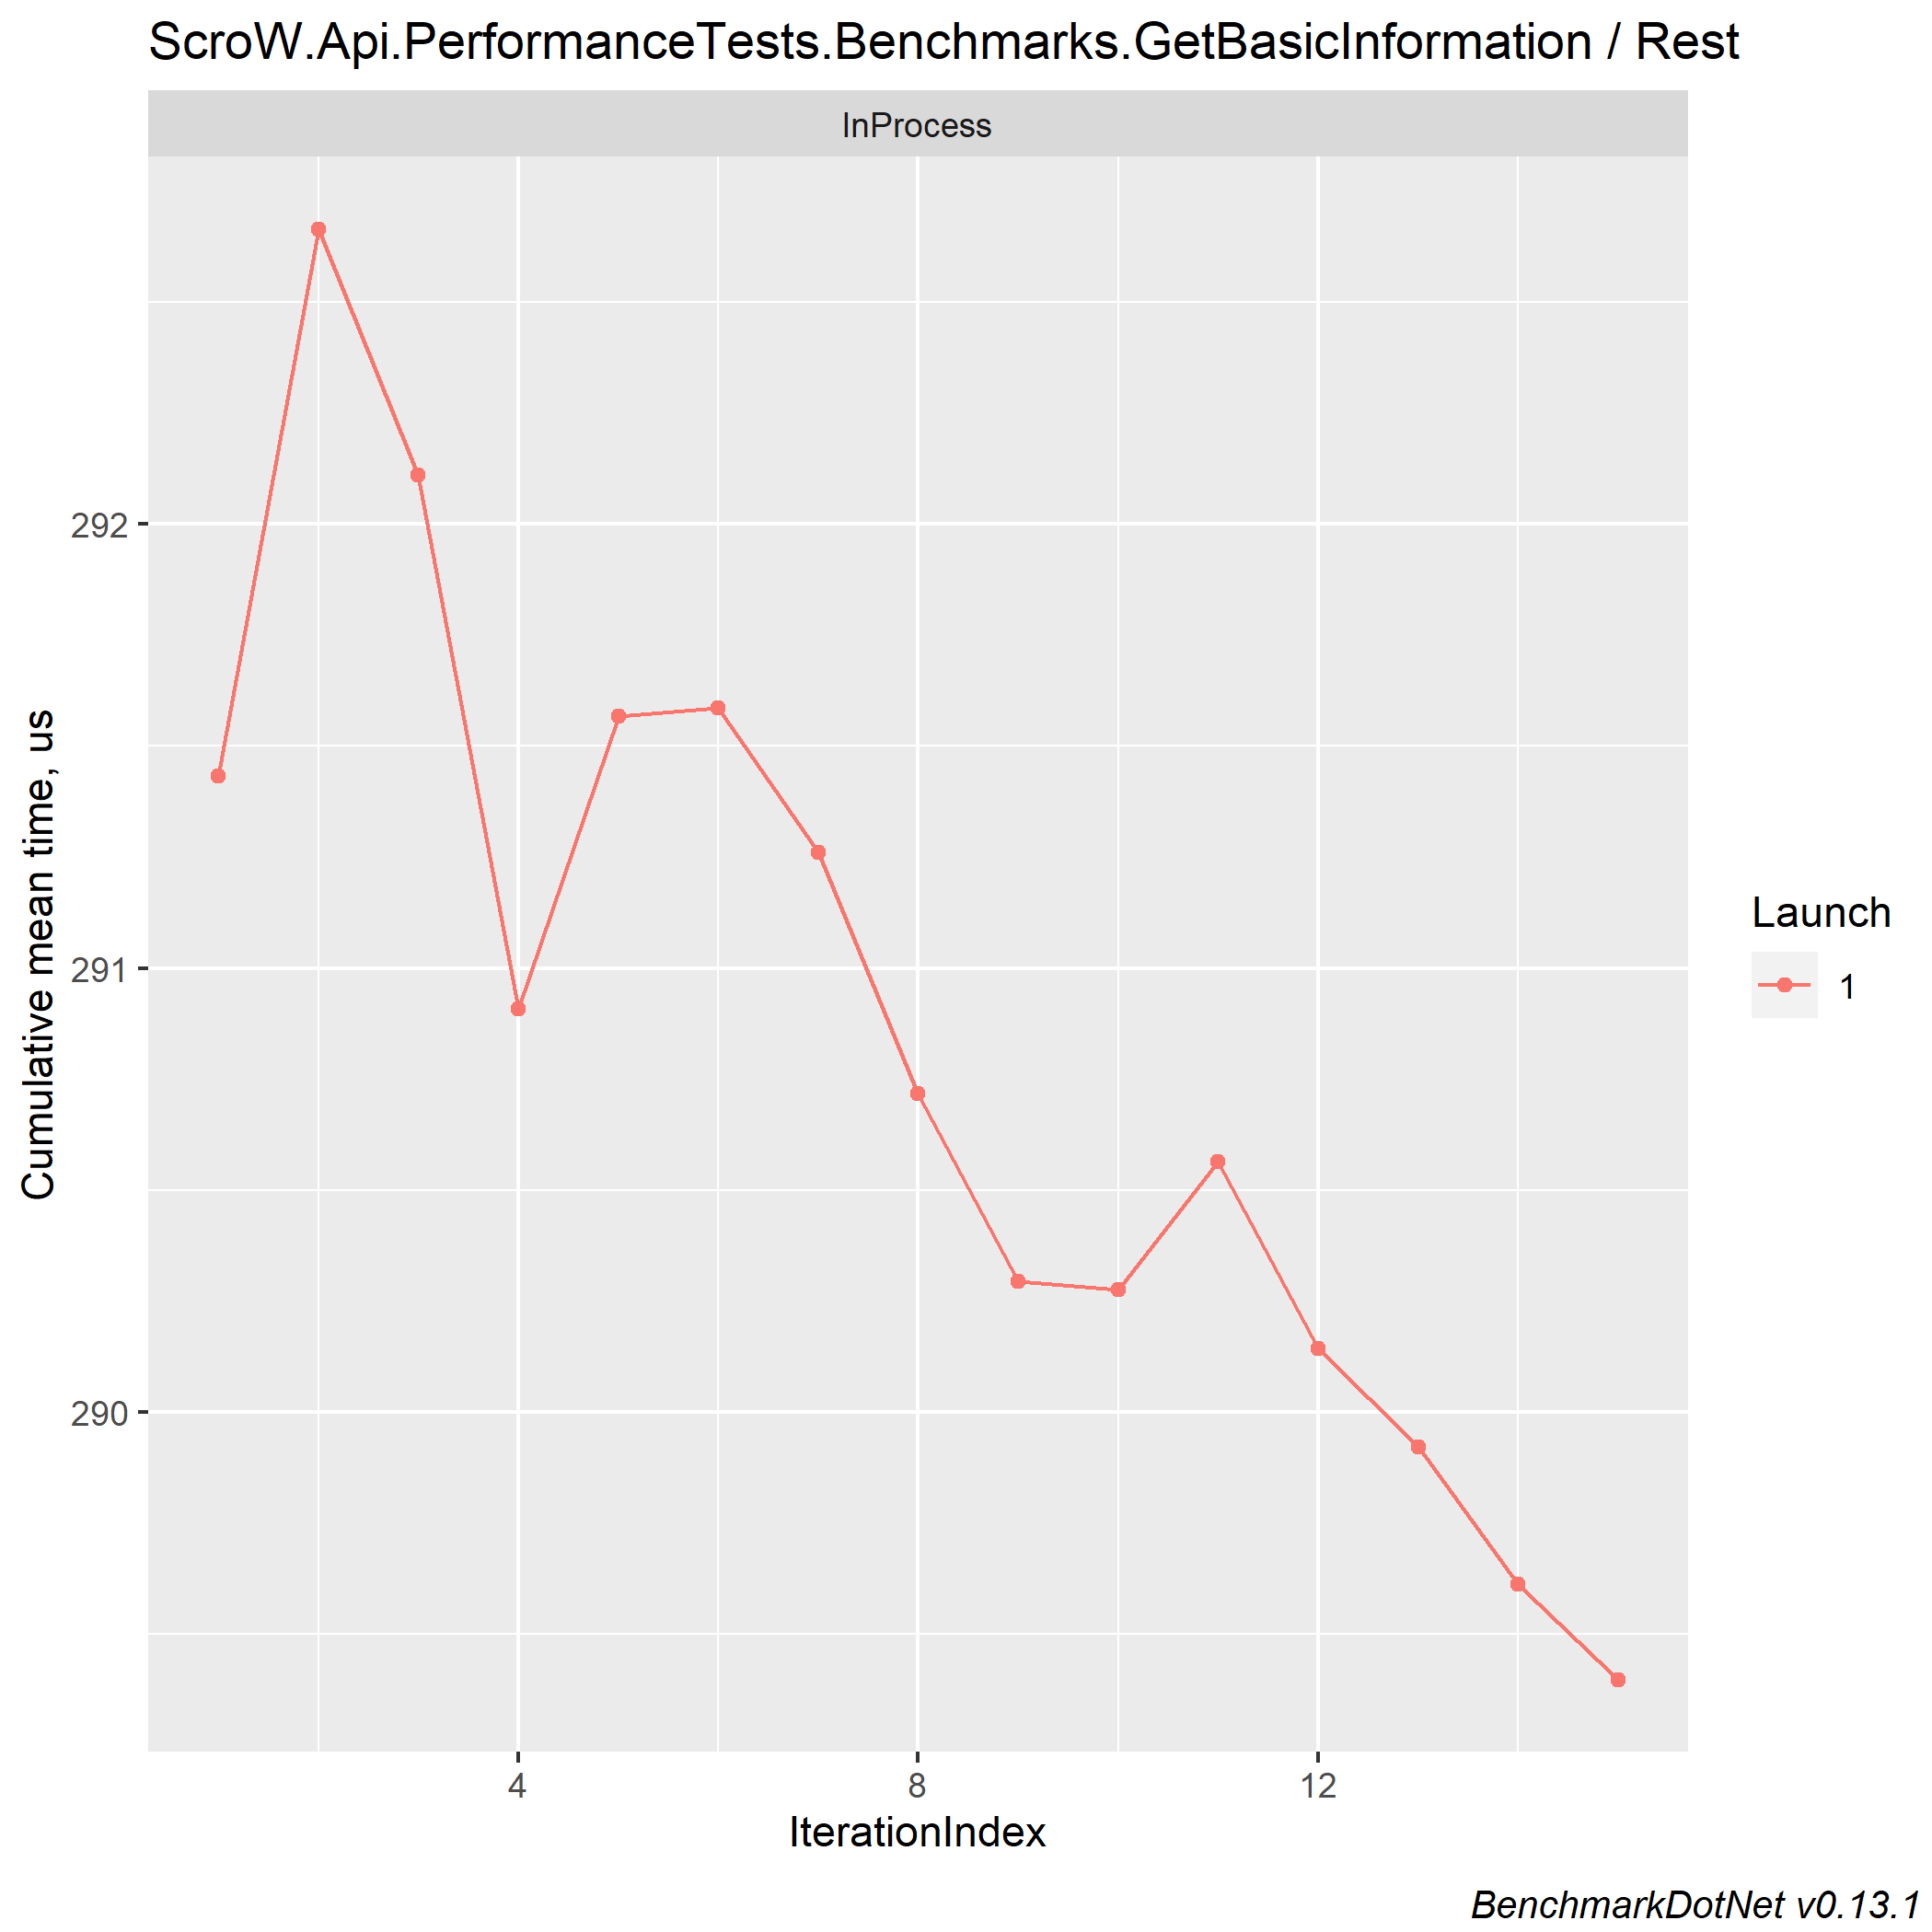 ScroW.Api.PerformanceTests.Benchmarks.GetBasicInformation / Rest
InProcess
Cumulative mean time, us
292
291
290
4
8
12
IterationIndex
Launch
1
BenchmarkDotNet v0.13.1